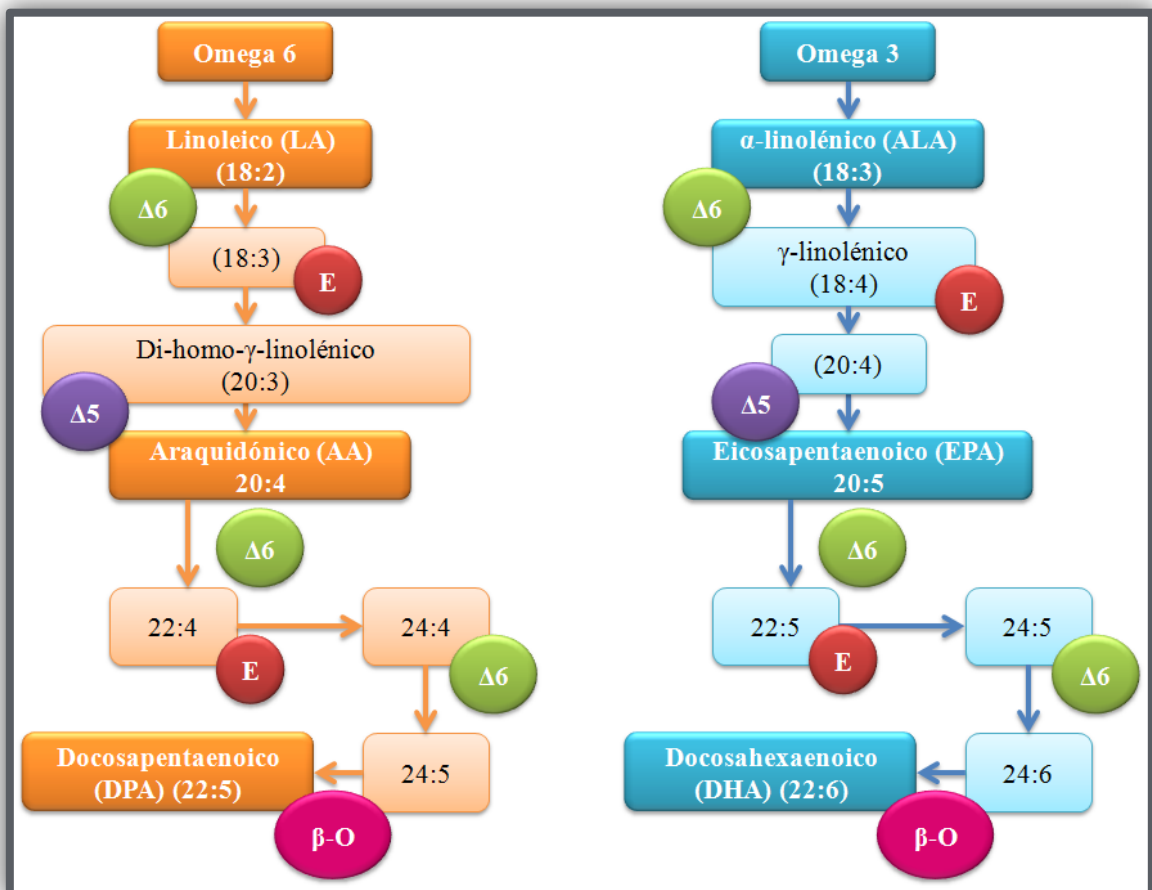 Omega 6
Linoleico (LA)
(18:2)
Δ6
(18:3)
E
Di-homo-γ-linolénico
(20:3)
Δ5
Araquidónico (AA)
20:4
Δ6
22:4
E
24:4
Δ6
24:5
Docosapentaenoico
(DPA) (22:5)
β-O
Omega 3
α-linolénico (ALA)
(18:3)
Δ6
γ-linolénico
(18:4)
E
(20:4)
Δ5
Eicosapentaenoico (EPA)
20:5
Δ6
22:5
E
24:5
Δ6
24:6
Docosahexaenoico
(DHA) (22:6)
β-O